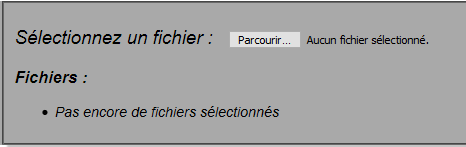 Sélectionnez un fichier : Parcourir... Aucun fichier sélectionné.
Fichiers :
• Pas encore de fichiers sélectionnés